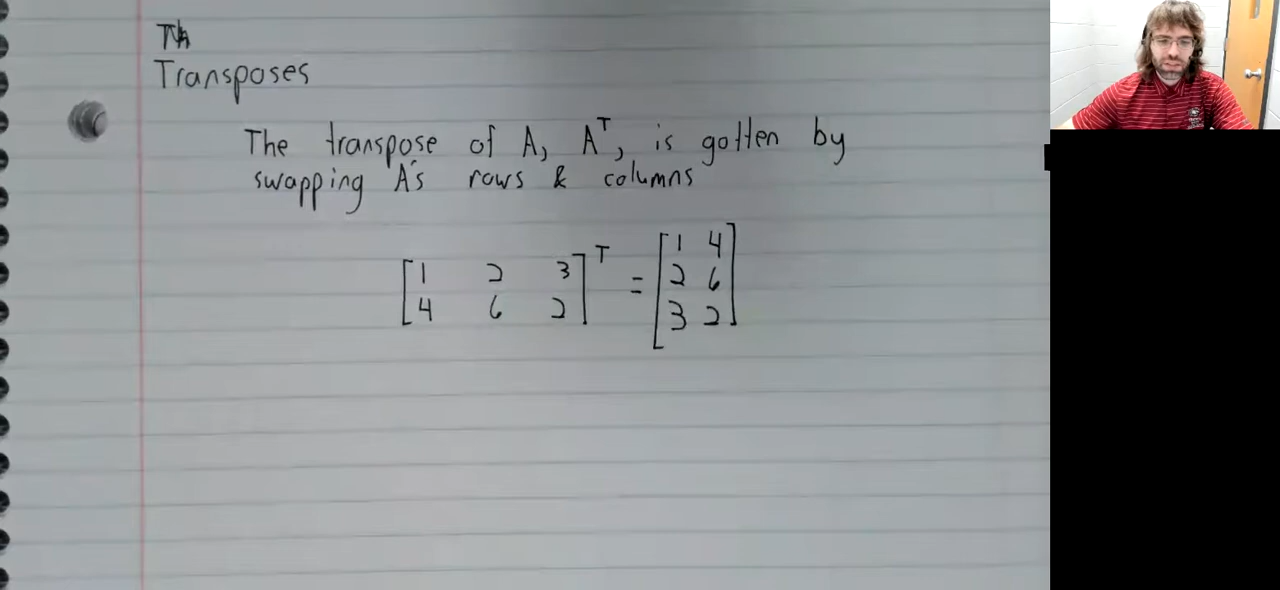 Th
Transposes
The transpose of A, Aᵀ, is gotten by
swapping A's rows & columns
[1 2 3; 4 6 2]ᵀ = [1 4; 2 6; 3 2]